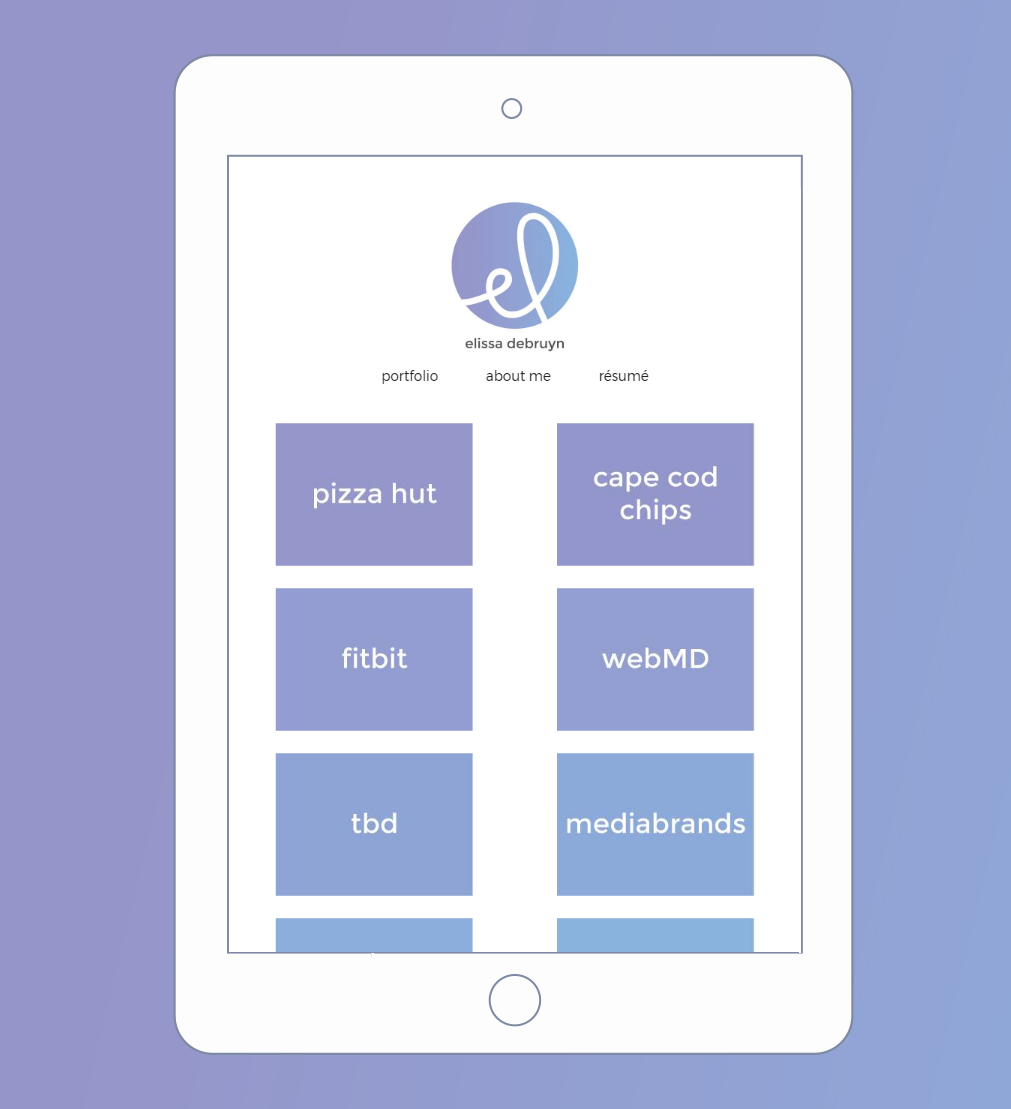 el
elissa debruyn
portfolio about me résumé
pizza hut
cape cod
chips
fitbit
webMD
tbd
mediabrands